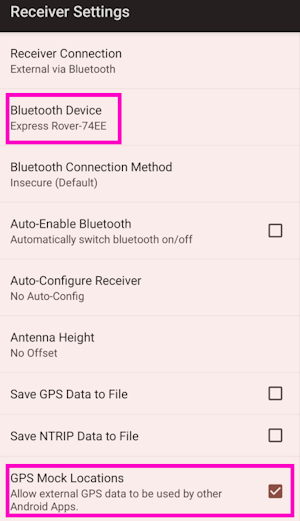 Receiver Settings
Receiver Connection
External via Bluetooth
Bluetooth Device
Express Rover-74EE
Bluetooth Connection Method
Insecure (Default)
Auto-Enable Bluetooth
Automatically switch bluetooth on/off
Auto-Configure Receiver
No Auto-Config
Antenna Height
No Offset
Save GPS Data to File
Save NTRIP Data to File
GPS Mock Locations
Allow external GPS data to be used by other
Android Apps.